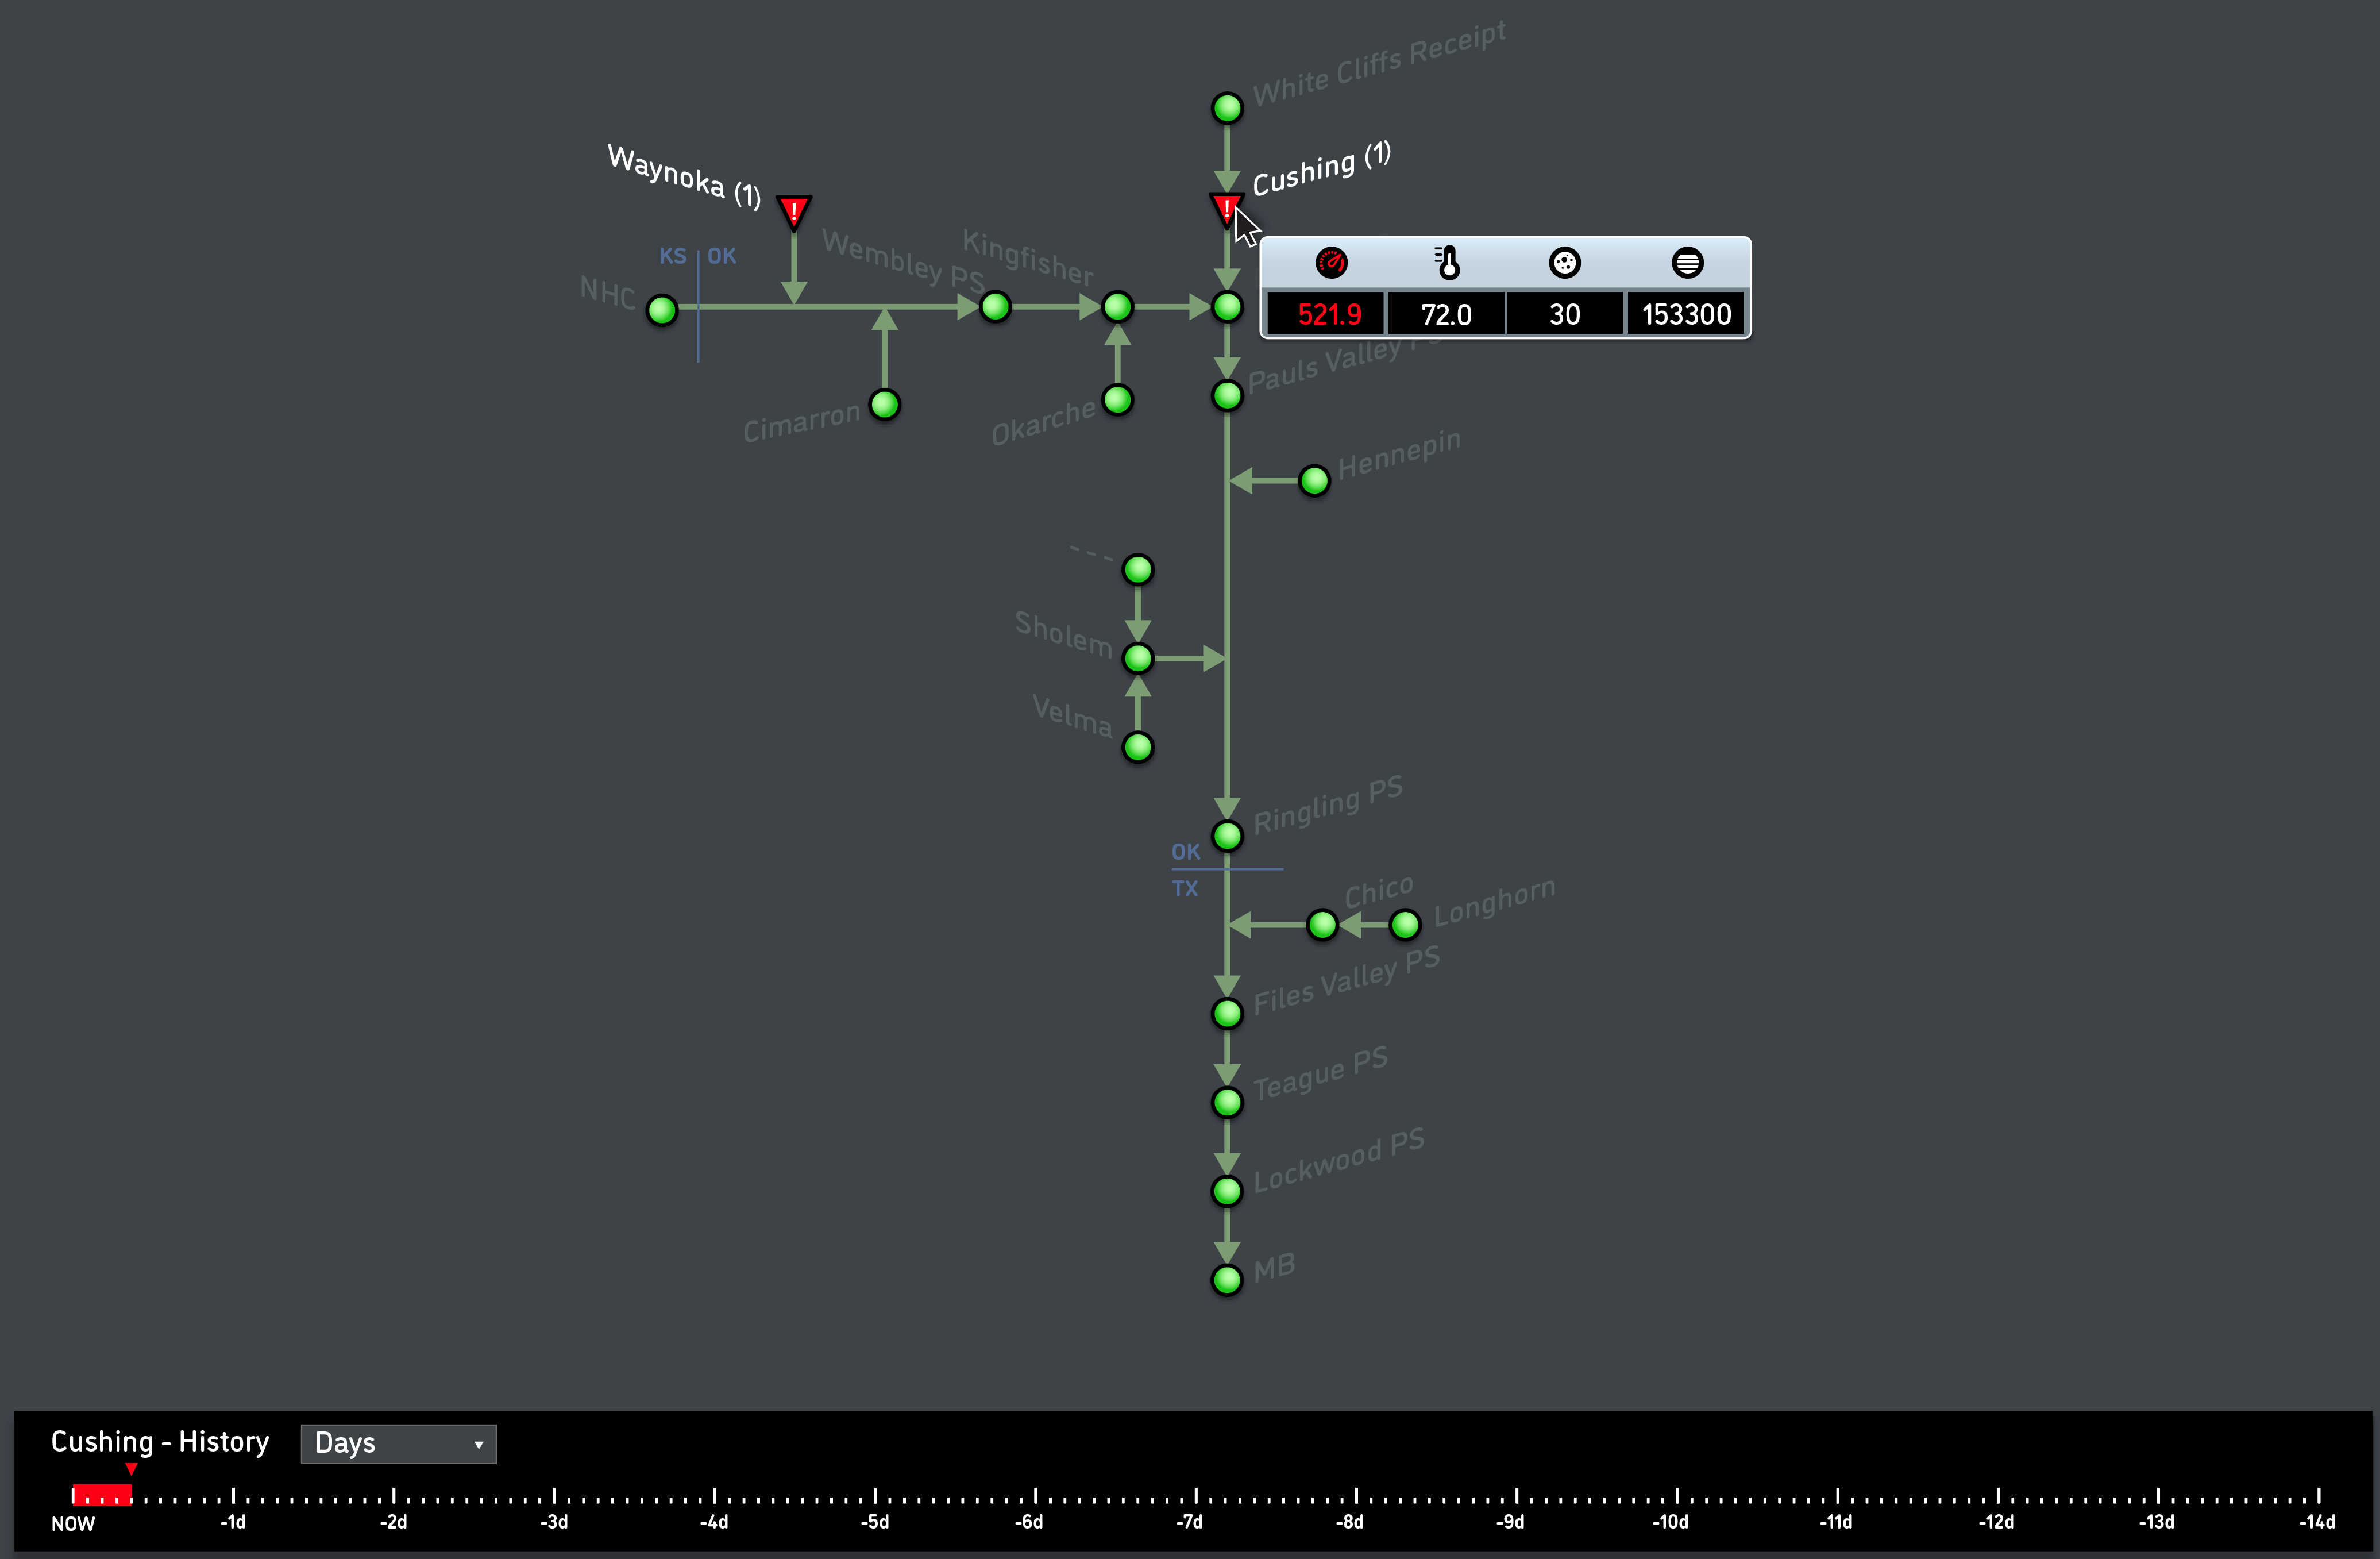 White Cliffs Receipt
Waynoka (1)
Cushing (1)
KS
OK
Wembley PS
Kingfisher
NHC
521.9
72.0
30
153300
Pauls Valley
Cimarron
Okarche
Hennepin
---
Sholem
Velma
Ringling PS
OK
TX
Chico
Longhorn
Files Valley PS
Teague PS
Lockwood PS
MB
Cushing - History
Days
NOW
-1d
-2d
-3d
-4d
-5d
-6d
-7d
-8d
-9d
-10d
-11d
-12d
-13d
-14d